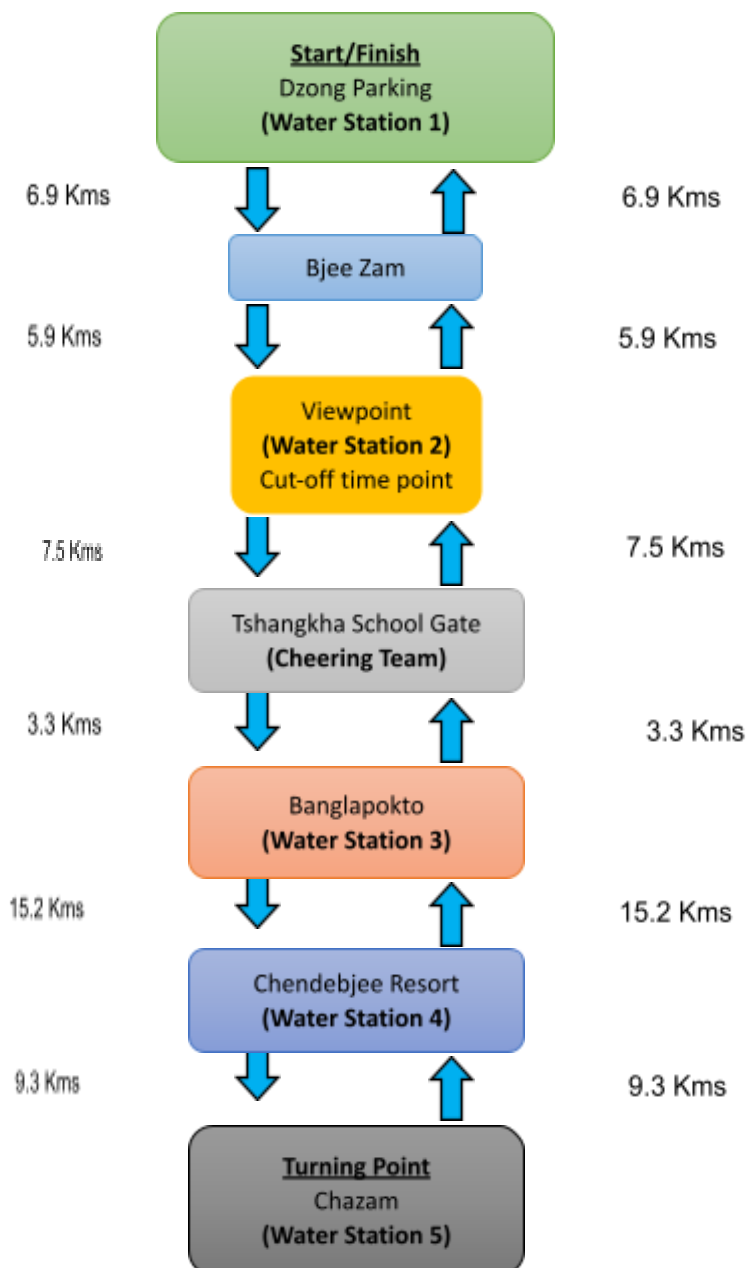 Start/Finish
Dzong Parking
(Water Station 1)
6.9 Kms
6.9 Kms
Bjee Zam
5.9 Kms
5.9 Kms
Viewpoint
(Water Station 2)
Cut-off time point
7.5 Kms
7.5 Kms
Tshangkha School Gate
(Cheering Team)
3.3 Kms
3.3 Kms
Banglapokto
(Water Station 3)
15.2 Kms
15.2 Kms
Chendebjee Resort
(Water Station 4)
9.3 Kms
9.3 Kms
Turning Point
Chazam
(Water Station 5)